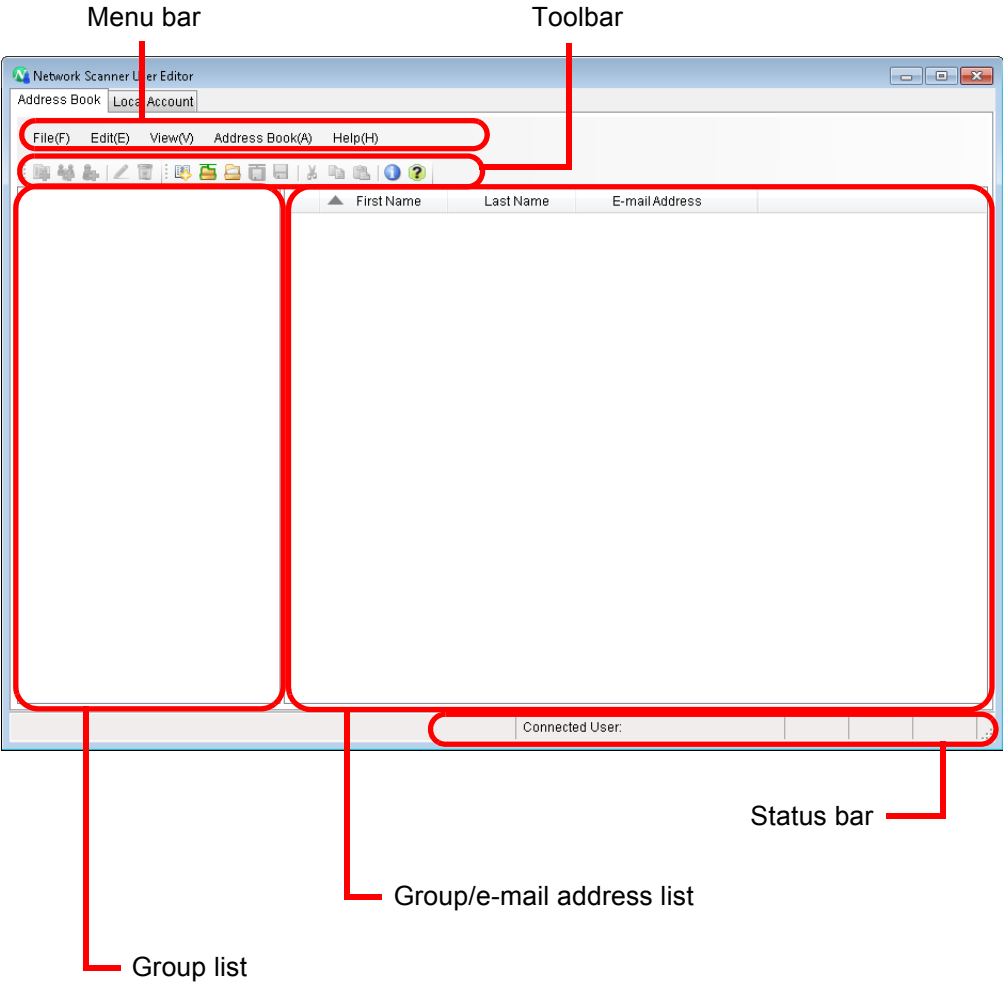 Menu bar Toolbar
Network Scanner User Editor
Address Book Local Account
File(F) Edit(E) View(V) Address Book(A) Help(H)
First Name Last Name E-mail Address
Connected User:
Status bar
Group/e-mail address list
Group list